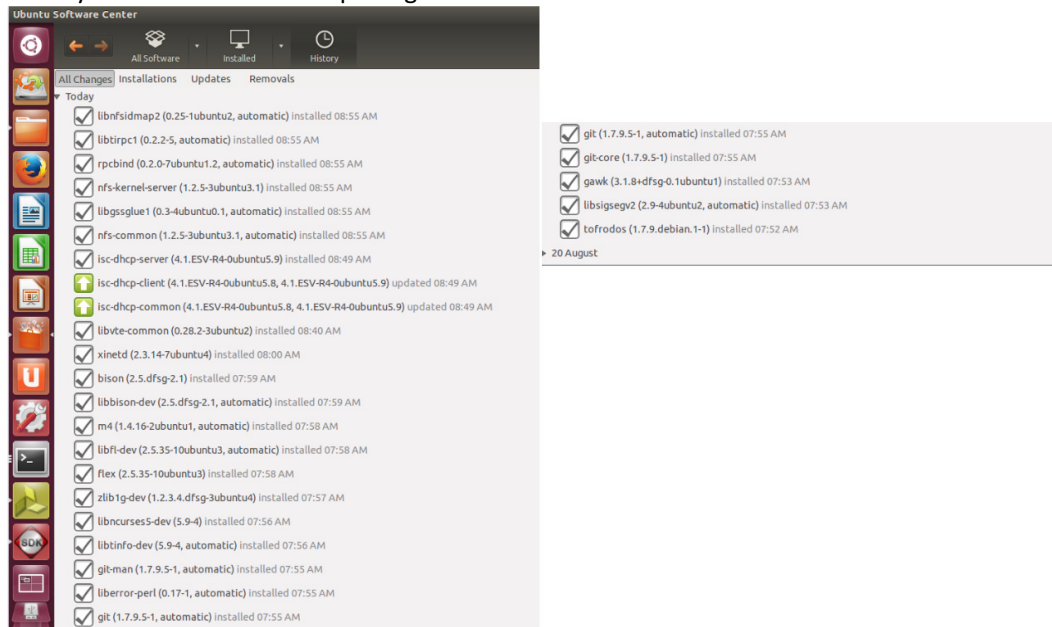 Ubuntu Software Center
All Software
Installed
History
All Changes Installations Updates Removals
Today
libnfsidmap2 (0.25-1ubuntu2, automatic) installed 08:55 AM
libtirpc1 (0.2.2-5, automatic) installed 08:55 AM
rpcbind (0.2.0-7ubuntu1.2, automatic) installed 08:55 AM
nfs-kernel-server (1.2.5-3ubuntu3.1) installed 08:55 AM
libgssglue1 (0.3-4ubuntu0.1, automatic) installed 08:55 AM
nfs-common (1.2.5-3ubuntu3.1, automatic) installed 08:55 AM
isc-dhcp-server (4.1.ESV-R4-0ubuntu5.9) installed 08:49 AM
isc-dhcp-client (4.1.ESV-R4-0ubuntu5.8, 4.1.ESV-R4-0ubuntu5.9) updated 08:49 AM
isc-dhcp-common (4.1.ESV-R4-0ubuntu5.8, 4.1.ESV-R4-0ubuntu5.9) updated 08:49 AM
libvte-common (0.28.2-3ubuntu2) installed 08:40 AM
xinetd (2.3.14-7ubuntu4) installed 08:00 AM
bison (2.5.dfsg-2.1) installed 07:59 AM
libbison-dev (2.5.dfsg-2.1, automatic) installed 07:59 AM
m4 (1.4.16-2ubuntu1, automatic) installed 07:58 AM
libfl-dev (2.5.35-10ubuntu3, automatic) installed 07:58 AM
flex (2.5.35-10ubuntu3) installed 07:58 AM
zlib1g-dev (1.2.3.4.dfsg-3ubuntu4) installed 07:57 AM
libncurses5-dev (5.9-4) installed 07:56 AM
libtinfo-dev (5.9-4, automatic) installed 07:56 AM
git-man (1.7.9.5-1, automatic) installed 07:55 AM
liberror-perl (0.17-1, automatic) installed 07:55 AM
git (1.7.9.5-1, automatic) installed 07:55 AM
SDK
git (1.7.9.5-1, automatic) installed 07:55 AM
git-core (1.7.9.5-1) installed 07:55 AM
gawk (3.1.8+dfsg-0.1ubuntu1) installed 07:53 AM
libsigsegv2 (2.9-4ubuntu2, automatic) installed 07:53 AM
tofrodos (1.7.9.debian.1-1) installed 07:52 AM
20 August